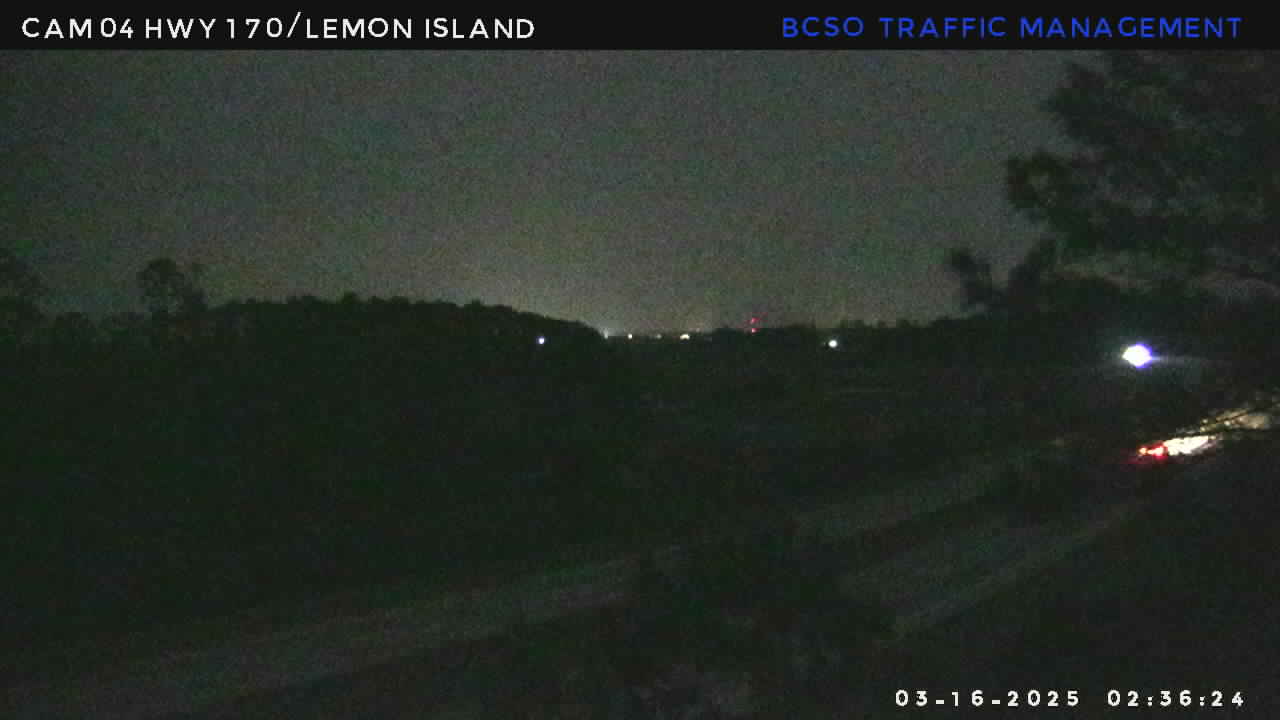 CAM04 HWY 170/LEMON ISLAND BCSO TRAFFIC MANAGEMENT
03-16-2025 02:36:24